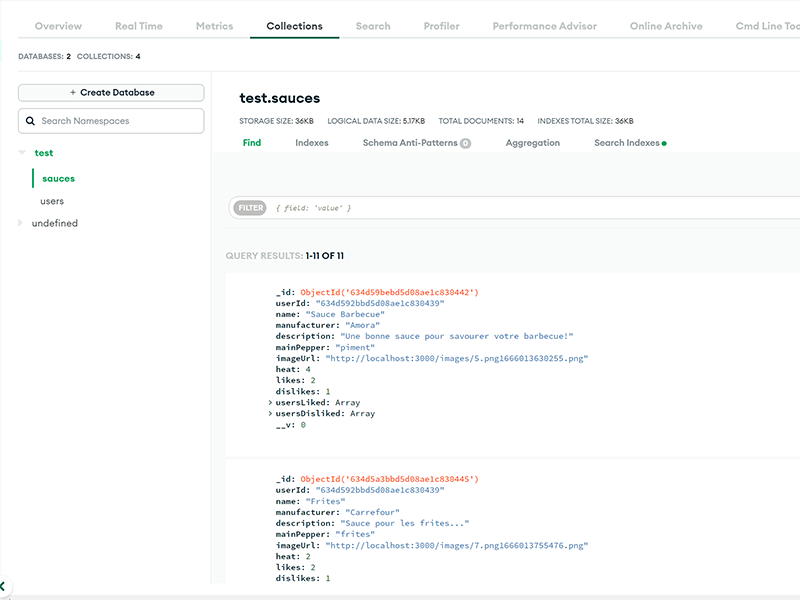 Overview Real Time Metrics Collections Search Profiler Performance Advisor Online Archive Cmd Line Too
DATABASES: 2 COLLECTIONS: 4
+ Create Database
Search Namespaces
test
sauces
users
undefined
test.sauces
STORAGE SIZE: 36KB LOGICAL DATA SIZE: 5.17KB TOTAL DOCUMENTS: 14 INDEXES TOTAL SIZE: 36KB
Find Indexes Schema Anti-Patterns 0 Aggregation Search Indexes
FILTER { field: 'value' }
QUERY RESULTS: 1-11 OF 11
_id: ObjectId('634d59bebd5d08ae1c830442')
userId: "634d592bbd5d08ae1c830439"
name: "Sauce Barbecue"
manufacturer: "Amora"
description: "Une bonne sauce pour savourer votre barbecue!"
mainPepper: "piment"
imageUrl: "http://localhost:3000/images/5.png1666013630255.png"
heat: 4
likes: 2
dislikes: 1
> usersLiked: Array
> usersDisliked: Array
__v: 0
_id: ObjectId('634d5a3bbd5d08ae1c830445')
userId: "634d592bbd5d08ae1c830439"
name: "Frites"
manufacturer: "Carrefour"
description: "Sauce pour les frites..."
mainPepper: "frites"
imageUrl: "http://localhost:3000/images/7.png1666013755476.png"
heat: 2
likes: 2
dislikes: 1